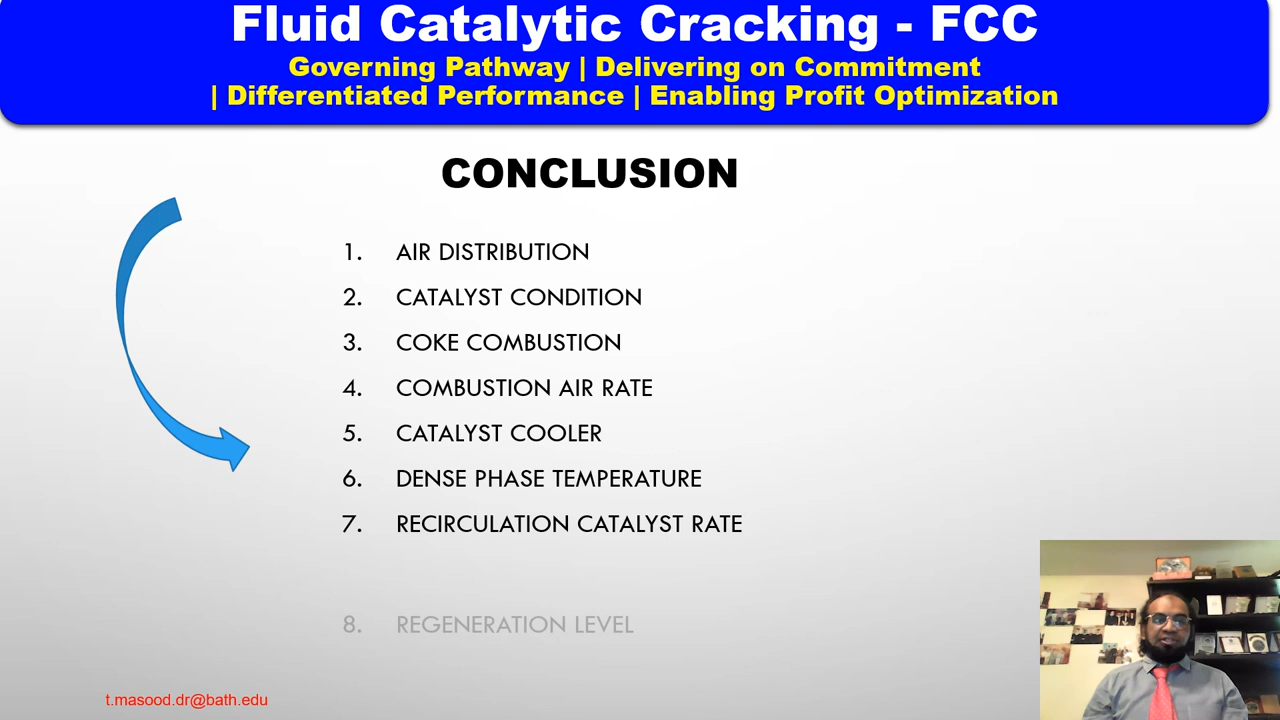 Fluid Catalytic Cracking - FCC
Governing Pathway | Delivering on Commitment
| Differentiated Performance | Enabling Profit Optimization
CONCLUSION
1. AIR DISTRIBUTION
2. CATALYST CONDITION
3. COKE COMBUSTION
4. COMBUSTION AIR RATE
5. CATALYST COOLER
6. DENSE PHASE TEMPERATURE
7. RECIRCULATION CATALYST RATE
8. REGENERATION LEVEL
t.masood.dr@bath.edu